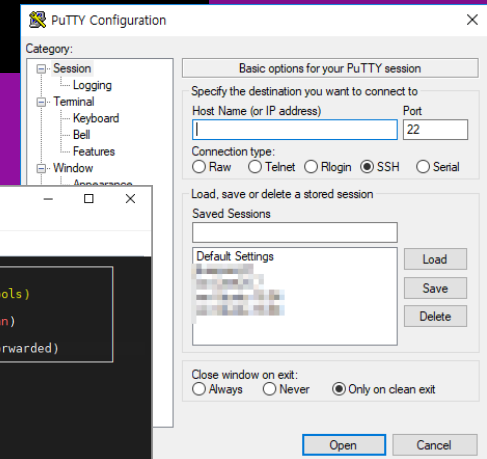 PuTTY Configuration
Category:
Session
Logging
Terminal
Keyboard
Bell
Features
Window
Appearance
Basic options for your PuTTY session
Specify the destination you want to connect to
Host Name (or IP address)
Port
22
Connection type:
Raw
Telnet
Rlogin
SSH
Serial
Load, save or delete a stored session
Saved Sessions
Default Settings
Load
Save
Delete
Close window on exit:
Always
Never
Only on clean exit
Open
Cancel
ols)
n)
rwarded)